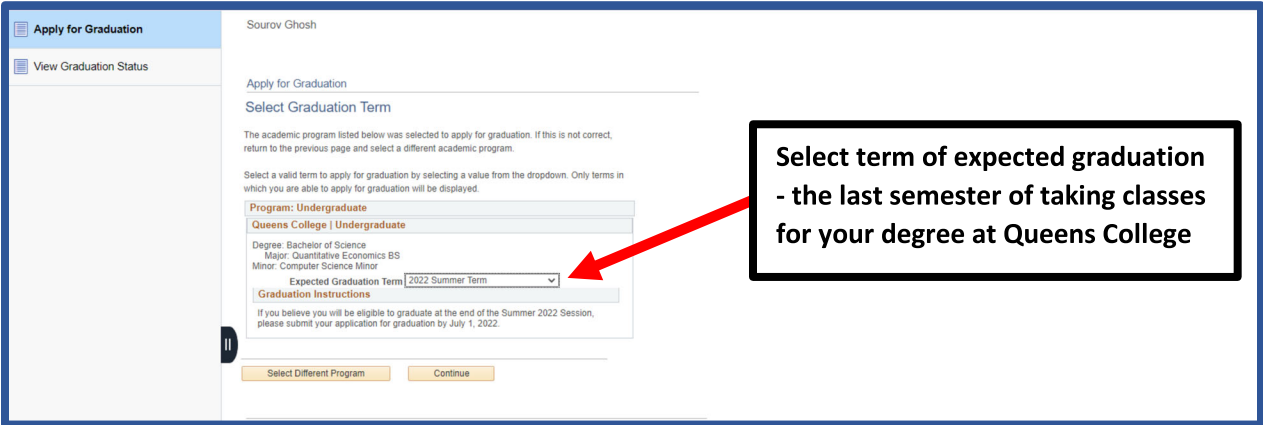 Apply for Graduation
View Graduation Status
Sourov Ghosh
Apply for Graduation
Select Graduation Term
The academic program listed below was selected to apply for graduation. If this is not correct,
return to the previous page and select a different academic program.
Select a valid term to apply for graduation by selecting a value from the dropdown. Only terms in
which you are able to apply for graduation will be displayed.
Program: Undergraduate
Queens College | Undergraduate
Degree: Bachelor of Science
Major: Quantitative Economics BS
Minor: Computer Science Minor
Expected Graduation Term 2022 Summer Term
Graduation Instructions
If you believe you will be eligible to graduate at the end of the Summer 2022 Session,
please submit your application for graduation by July 1, 2022.
Select Different Program Continue
Select term of expected graduation
- the last semester of taking classes
for your degree at Queens College